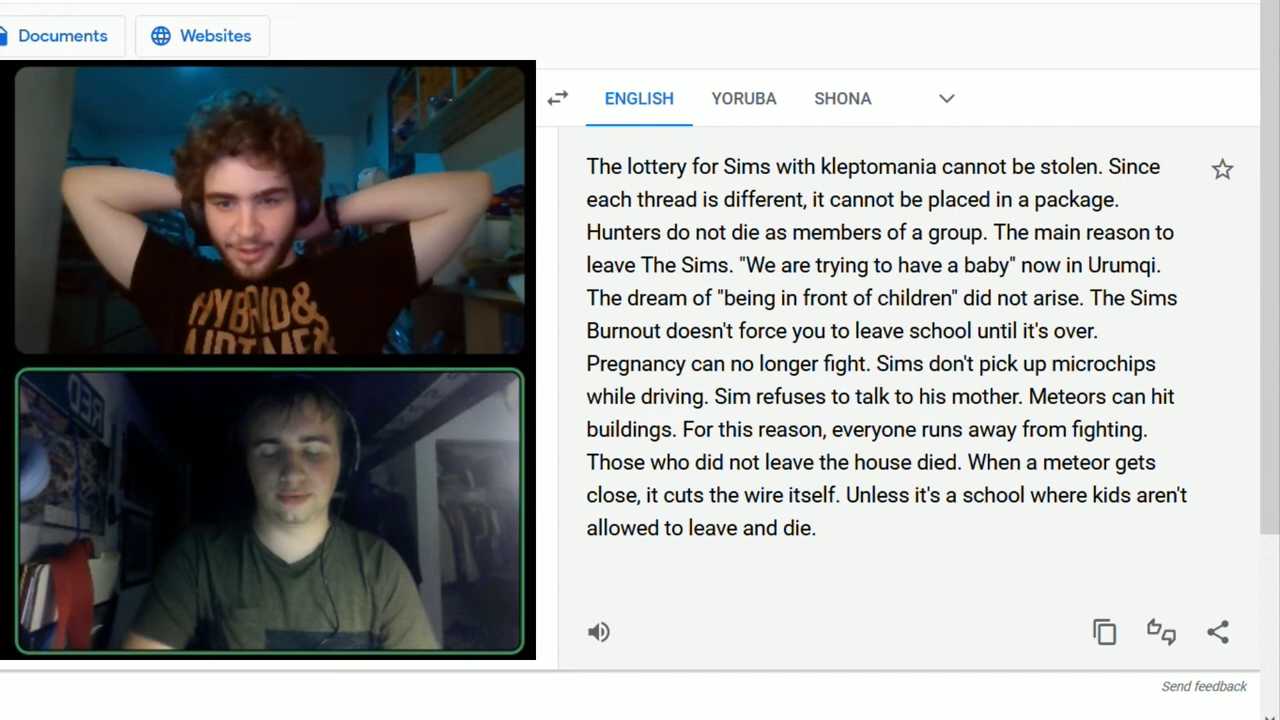 Documents
Websites
ENGLISH
YORUBA
SHONA
HYBRID&
RED
The lottery for Sims with kleptomania cannot be stolen. Since
each thread is different, it cannot be placed in a package.
Hunters do not die as members of a group. The main reason to
leave The Sims. "We are trying to have a baby" now in Urumqi.
The dream of "being in front of children" did not arise. The Sims
Burnout doesn't force you to leave school until it's over.
Pregnancy can no longer fight. Sims don't pick up microchips
while driving. Sim refuses to talk to his mother. Meteors can hit
buildings. For this reason, everyone runs away from fighting.
Those who did not leave the house died. When a meteor gets
close, it cuts the wire itself. Unless it's a school where kids aren't
allowed to leave and die.
Send feedback